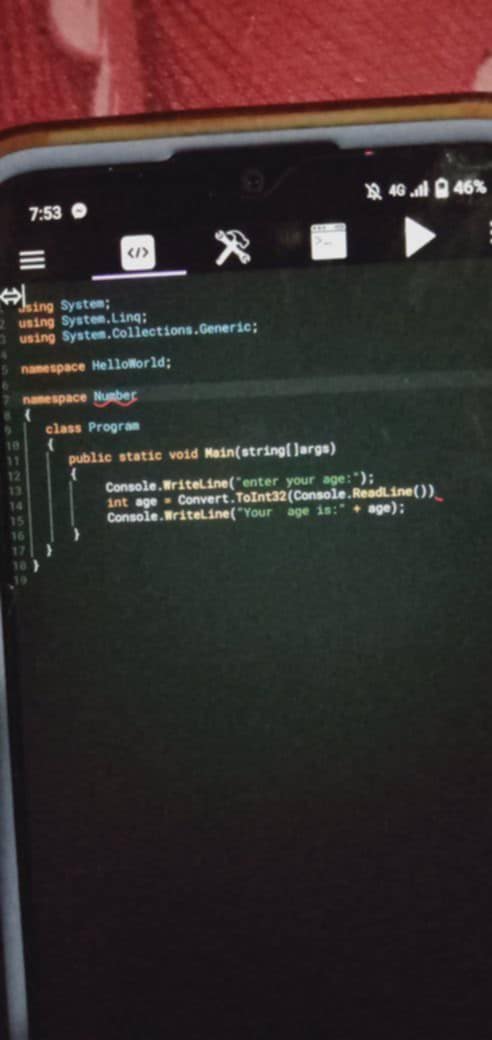 7:53 4G 46%
</>
using System;
2 using System.Linq;
3 using System.Collections.Generic;
4
5 namespace HelloWorld;
6
7 namespace Number
8 {
9 class Program
10 {
11 public static void Main(string[]args)
12 {
13 Console.WriteLine("enter your age:");
14 int age = Convert.ToInt32(Console.ReadLine())
15 Console.WriteLine("Your age is:" + age);
16 }
17 }
18 }
19